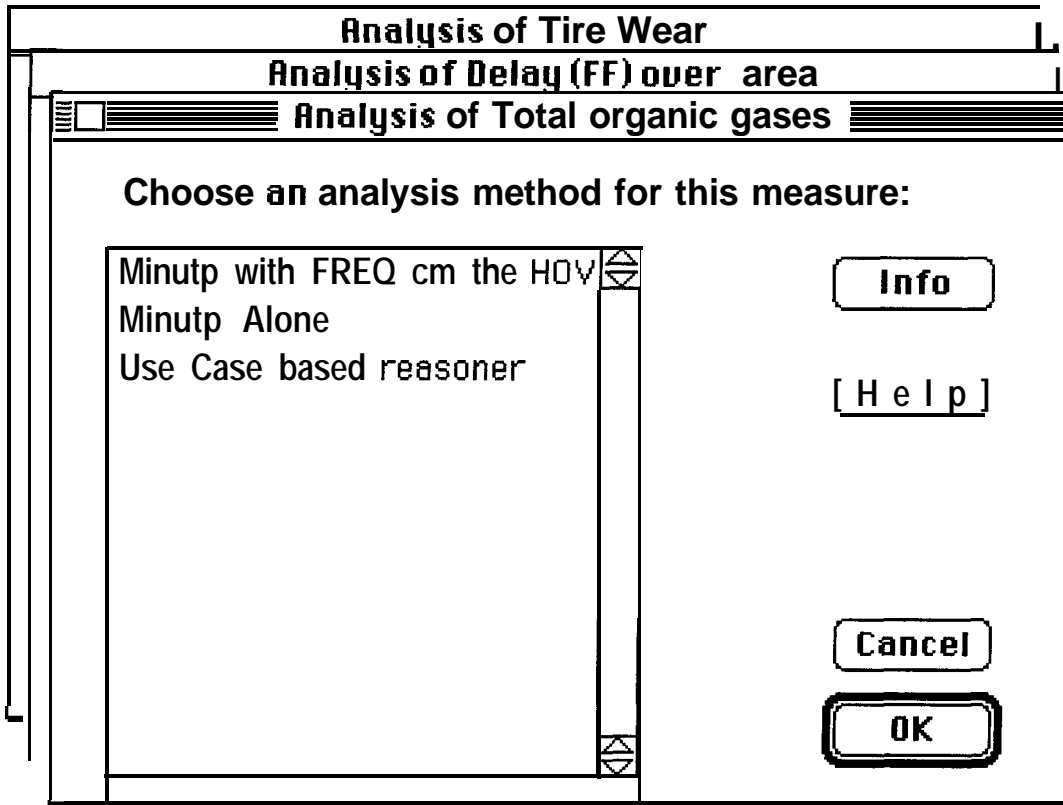 Analysis of Tire Wear
Analysis of Delay (FF) over area
Analysis of Total organic gases
Choose an analysis method for this measure:
Minutp with FREQ cm the HOV
Minutp Alone
Use Case based reasoner
Info
[Help]
Cancel
OK